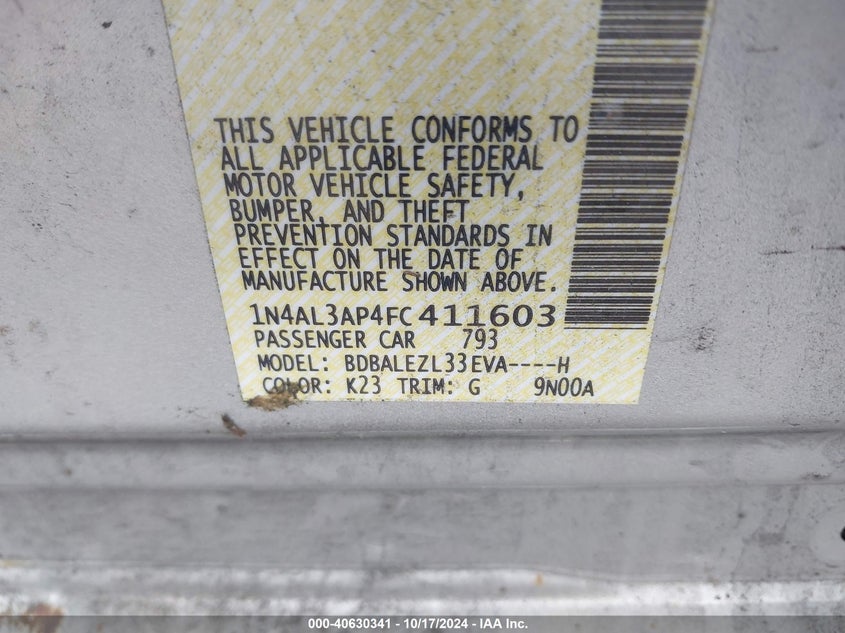 THIS VEHICLE CONFORMS TO
ALL APPLICABLE FEDERAL
MOTOR VEHICLE SAFETY,
BUMPER, AND THEFT
PREVENTION STANDARDS IN
EFFECT ON THE DATE OF
MANUFACTURE SHOWN ABOVE.
1N4AL3AP4FC411603
PASSENGER CAR 793
MODEL: BDBALEZL33EVA----H
COLOR: K23 TRIM: G 9N00A
000-40630341 - 10/17/2024 - IAA Inc.